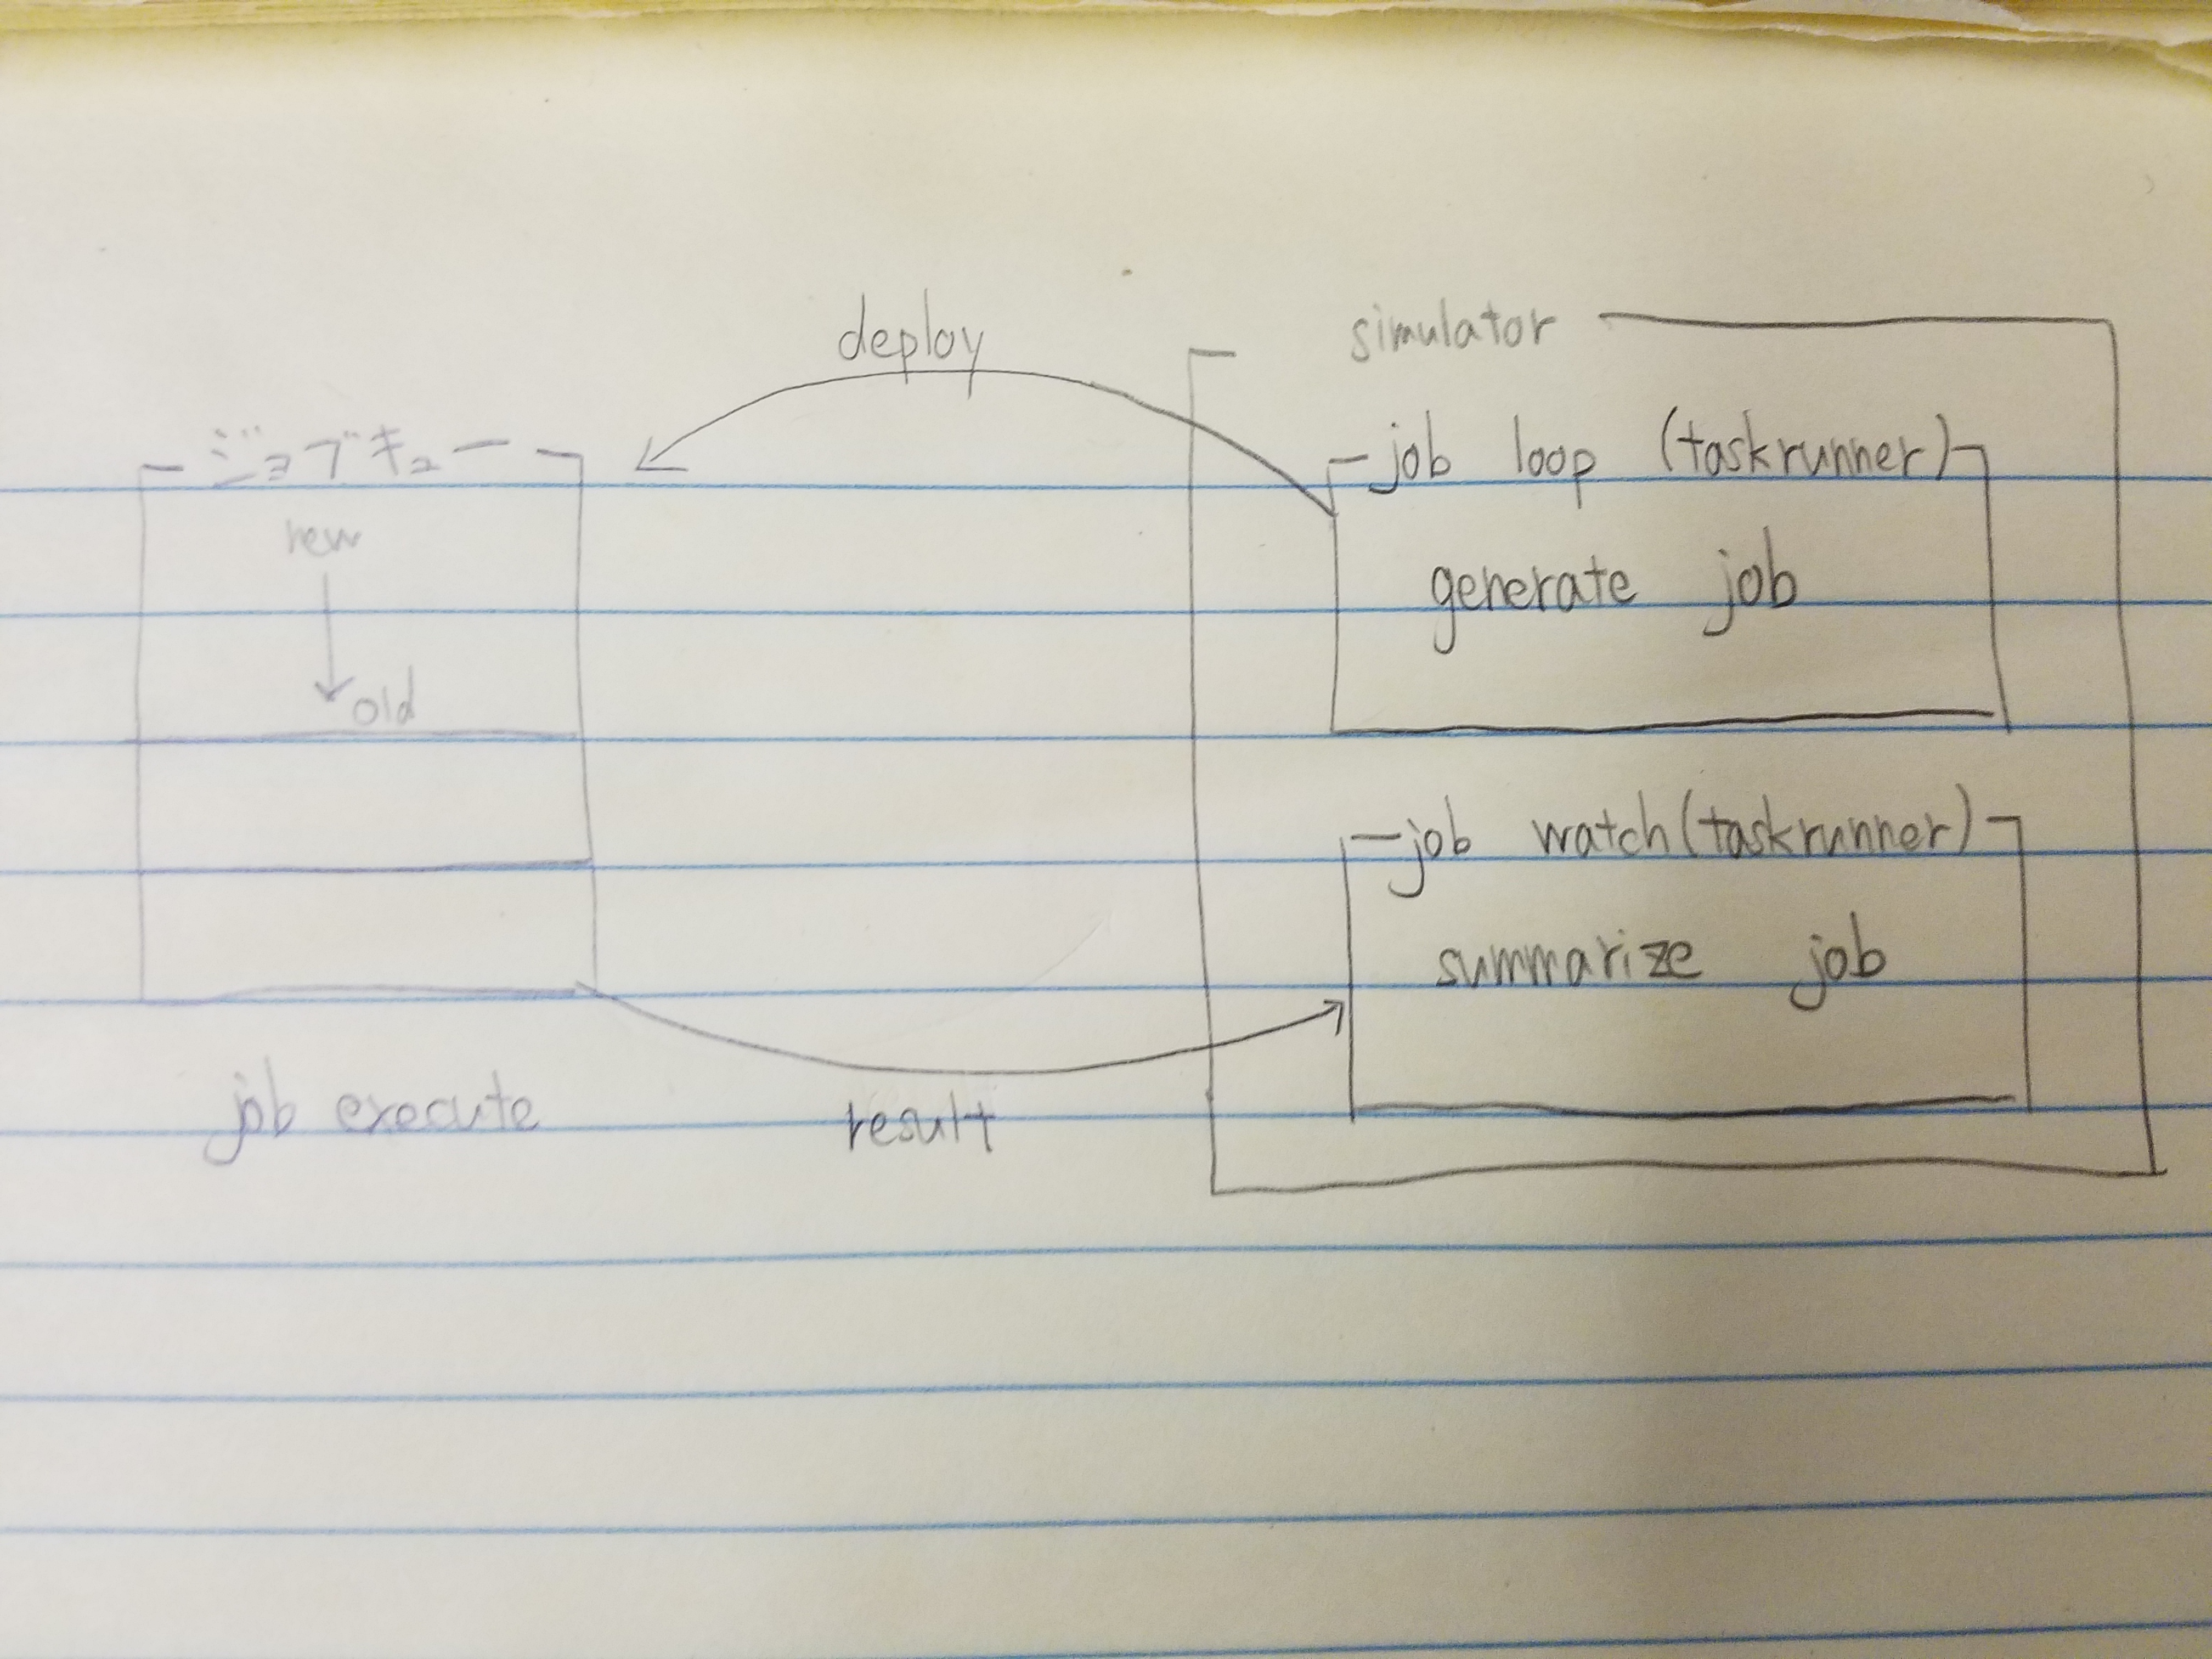 deploy
simulator
ジョブキュー
new
old
job execute
result
job loop (taskrunner)
generate job
job watch (taskrunner)
summarize job